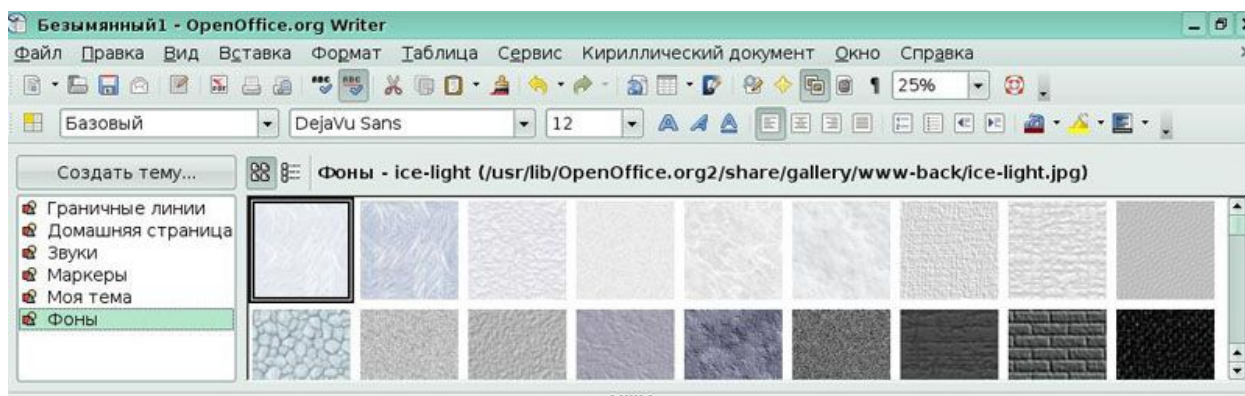 Безымянный1 - OpenOffice.org Writer
Файл Правка Вид Вставка Формат Таблица Сервис Кириллический документ Окно Справка
25%
Базовый DejaVu Sans 12
Создать тему... Фоны - ice-light (/usr/lib/OpenOffice.org2/share/gallery/www-back/ice-light.jpg)
Граничные линии
Домашняя страница
Звуки
Маркеры
Моя тема
Фоны